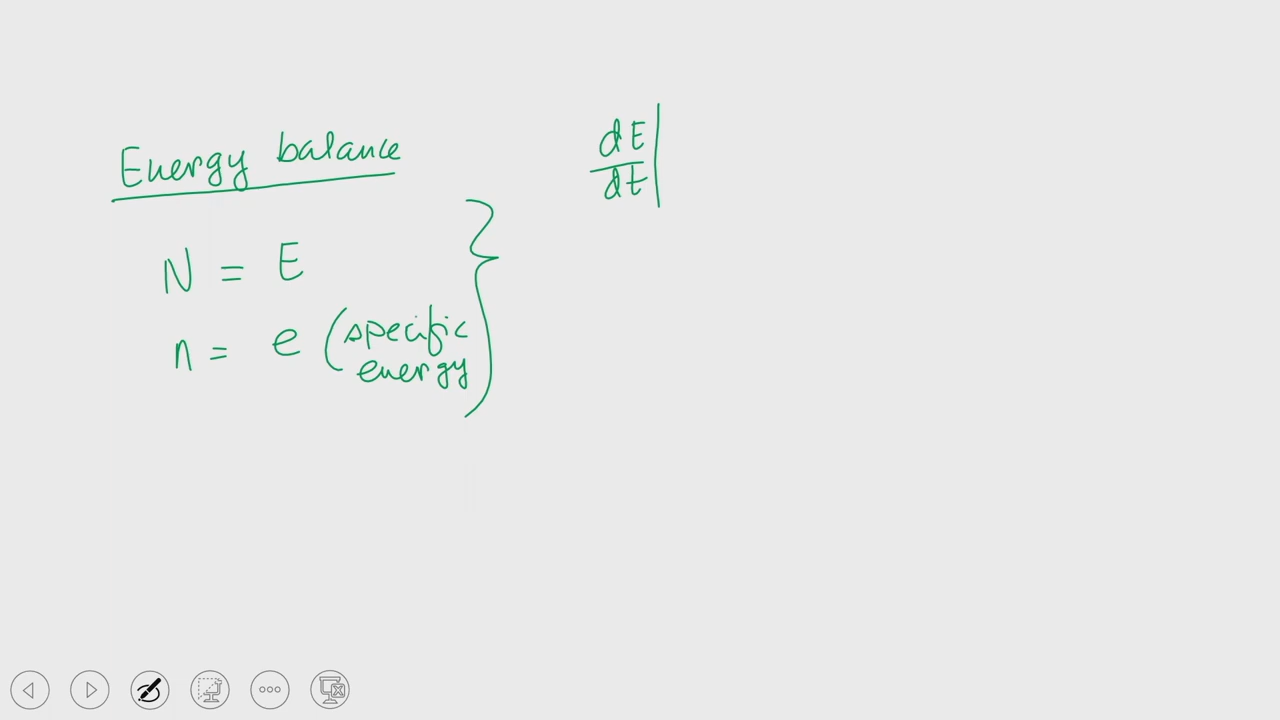 Energy balance
N = E
n = e (specific
energy
dE
dt